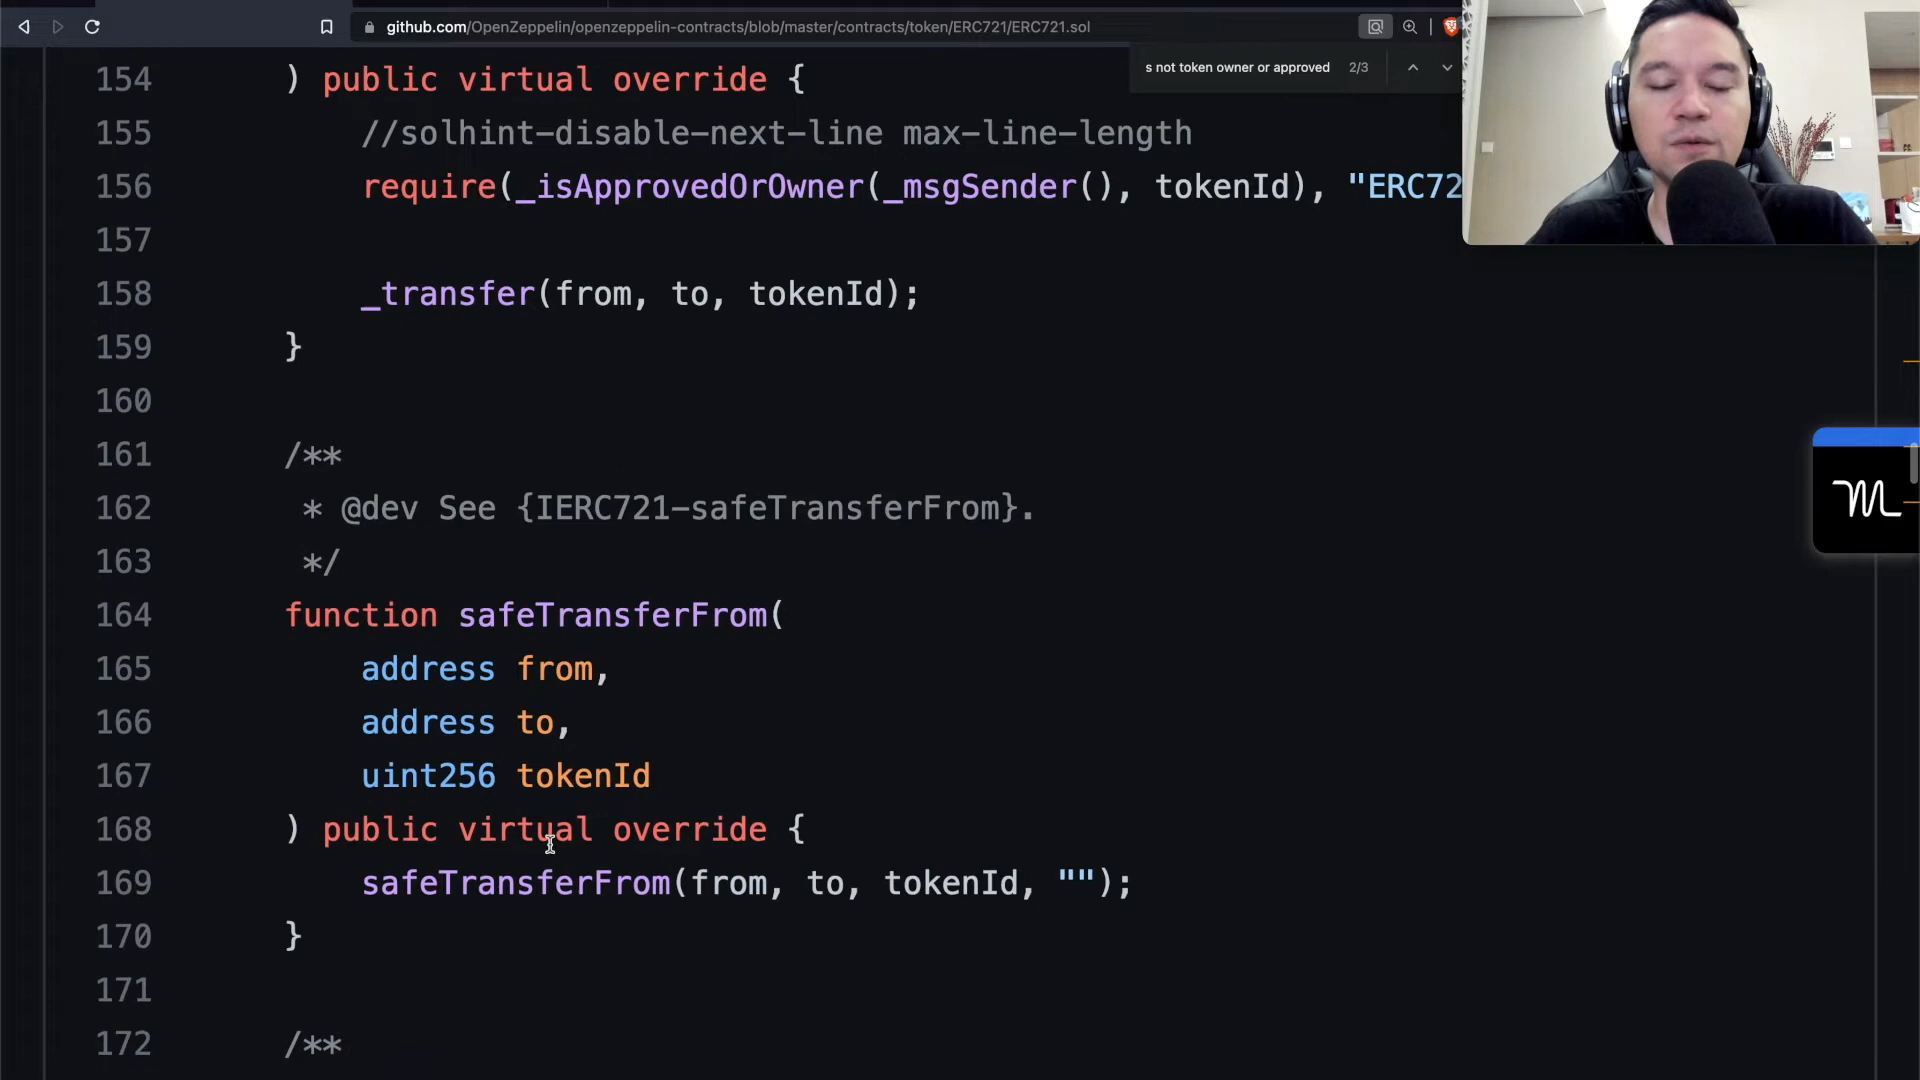 github.com/OpenZeppelin/openzeppelin-contracts/blob/master/contracts/token/ERC721/ERC721.sol
s not token owner or approved 2/3
154 ) public virtual override {
155 //solhint-disable-next-line max-line-length
156 require(_isApprovedOrOwner(_msgSender(), tokenId), "ERC72
157
158 _transfer(from, to, tokenId);
159 }
160
161 /**
162 * @dev See {IERC721-safeTransferFrom}.
163 */
164 function safeTransferFrom(
165 address from,
166 address to,
167 uint256 tokenId
168 ) public virtual override {
169 safeTransferFrom(from, to, tokenId, "");
170 }
171
172 /**